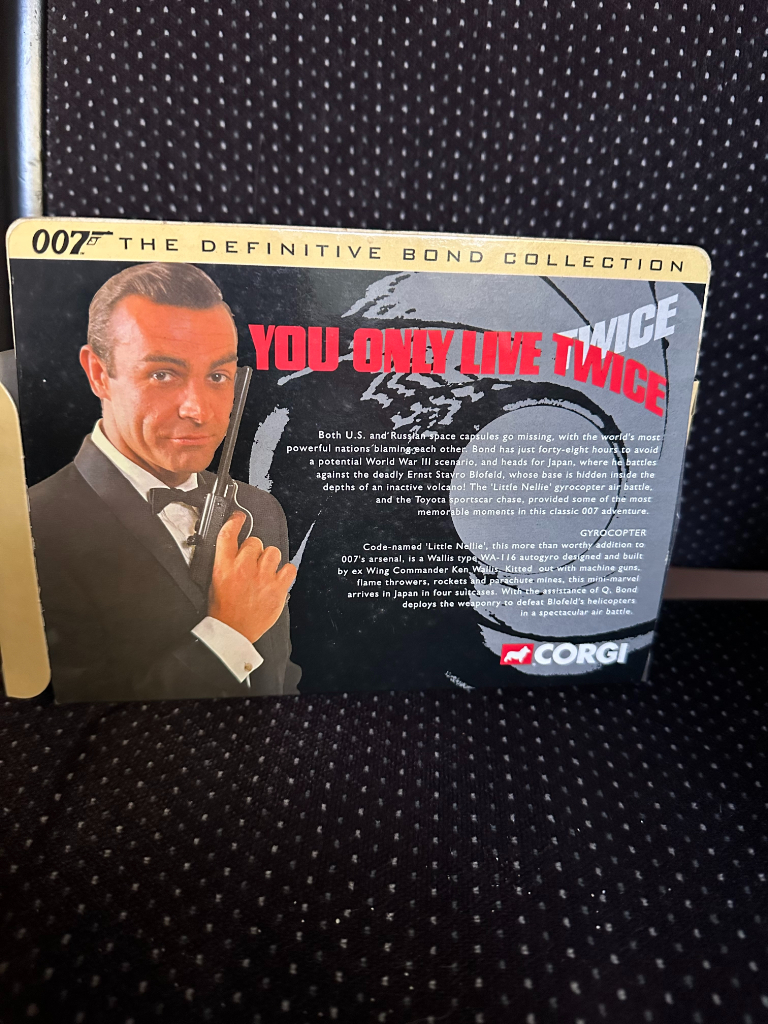 007 THE DEFINITIVE BOND COLLECTION
TWICE
YOU ONLY LIVE TWICE
Both U.S. and Russian space capsules go missing, with the world's most
powerful nations blaming each other. Bond has just forty-eight hours to avoid
a potential World War III scenario, and heads for Japan, where he battles
against the deadly Ernst Stavro Blofeld, whose base is hidden inside the
depths of an inactive volcano! The 'Little Nellie' gyrocopter air battle,
and the Toyota sportscar chase, provided some of the most
memorable moments in this classic 007 adventure.
GYROCOPTER
Code-named 'Little Nellie', this more than worthy addition to
007's arsenal, is a Wallis type WA-116 autogyro designed and built
by ex Wing Commander Ken Wallis. Kitted out with machine guns,
flame throwers, rockets and parachute mines, this mini-marvel
arrives in Japan in four suitcases. With the assistance of Q, Bond
deploys the weaponry to defeat Blofeld's helicopters
in a spectacular air battle.
CORGI